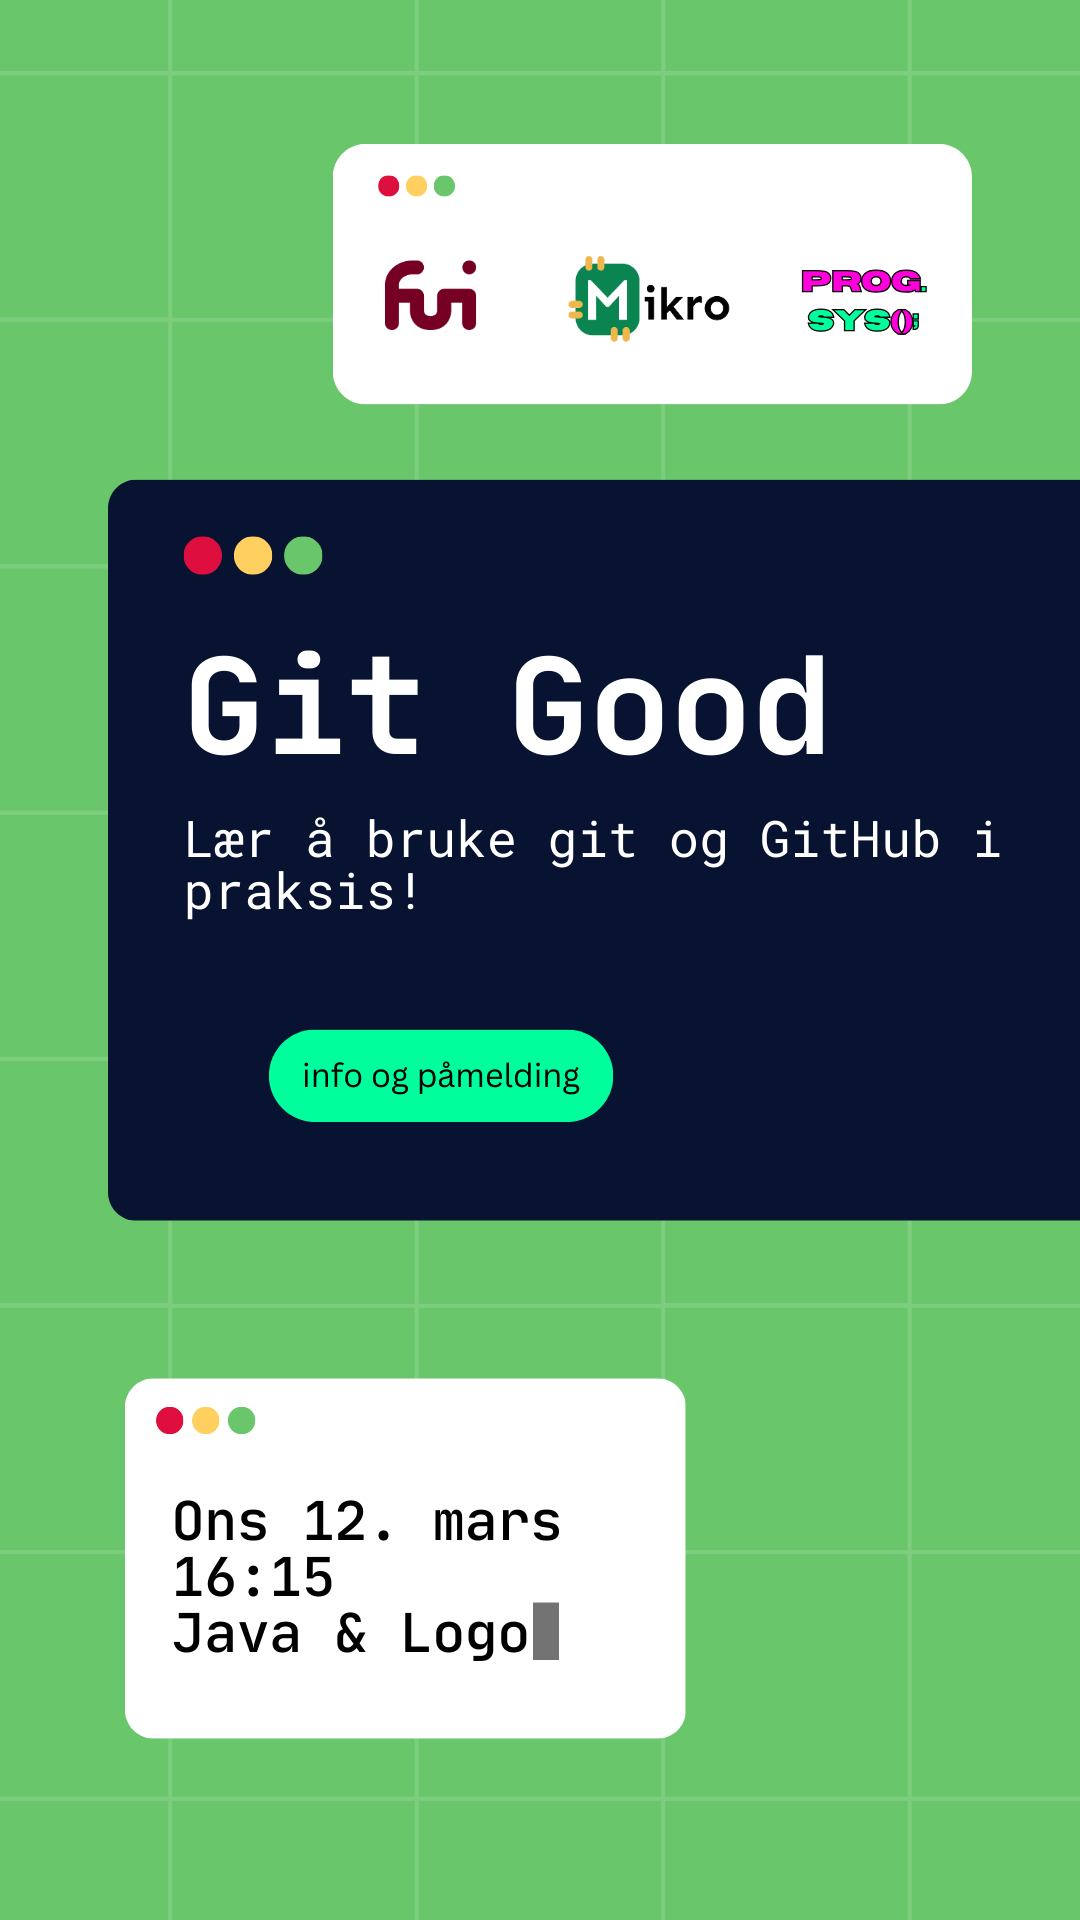 fui
Mikro
PROG.
SYS();
Git Good
Lær å bruke git og GitHub i
praksis!
info og påmelding
Ons 12. mars
16:15
Java & Logo